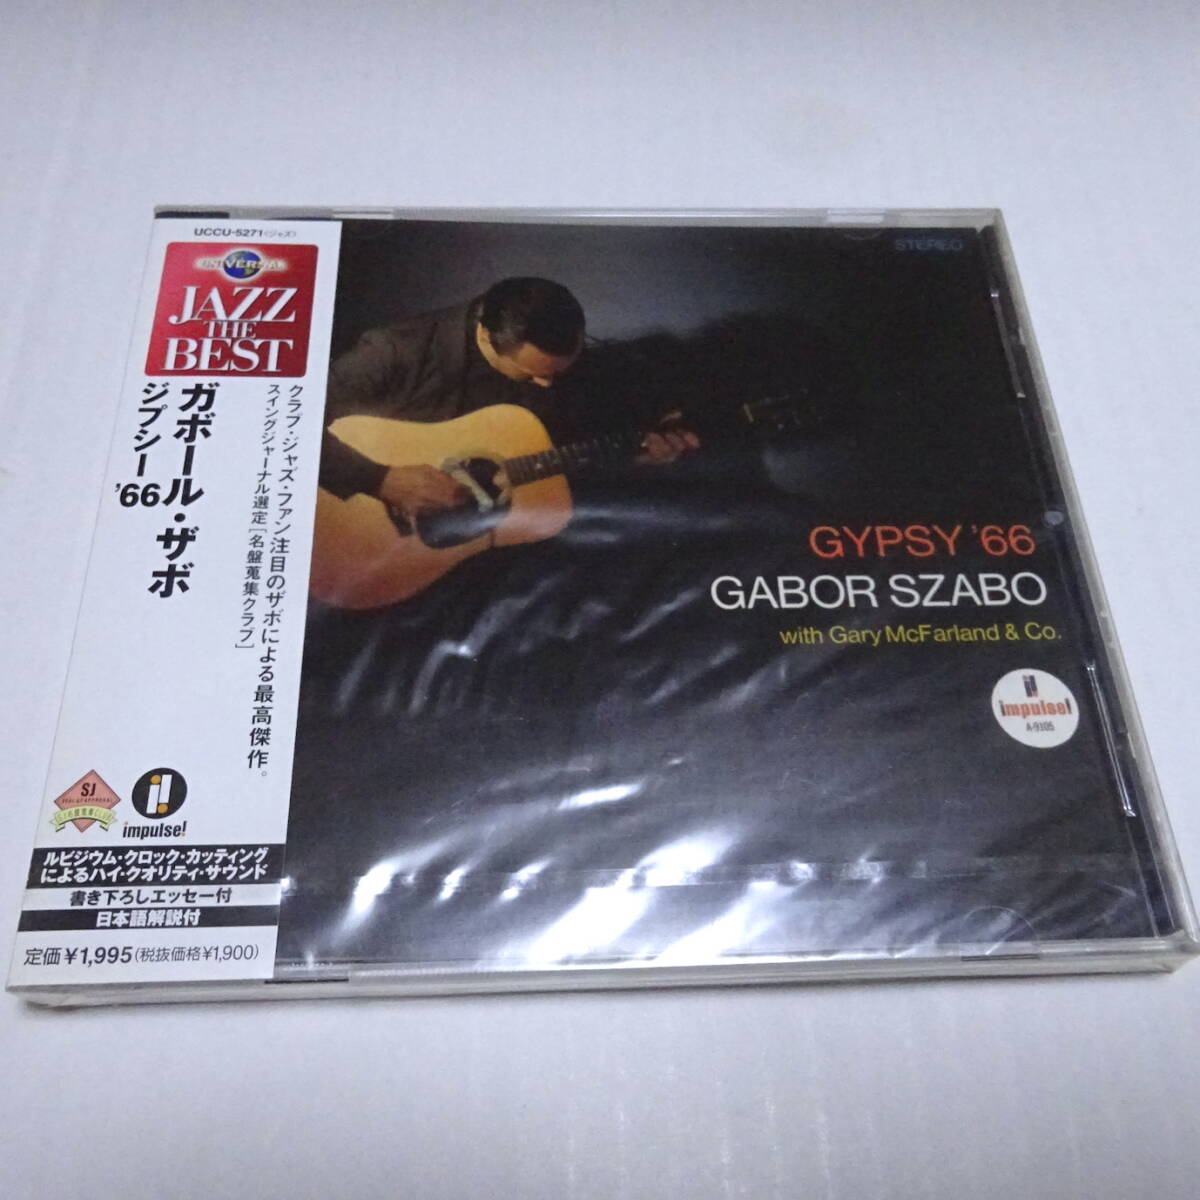 UCCU-5271〈ジャズ〉
UNIVERSAL
JAZZ
THE
BEST
ガボール・ザボ
ジプシー'66
クラブ・ジャズ・ファン注目のザボによる最高傑作。
スイングジャーナル選定[名盤蒐集クラブ]
SJ
impulse!
ルビジウム・クロック・カッティング
によるハイ・クオリティ・サウンド
書き下ろしエッセー付
日本語解説付
定価¥1,995(税抜価格¥1,900)
STEREO
GYPSY '66
GABOR SZABO
with Gary McFarland & Co.
impulse!
A-9105